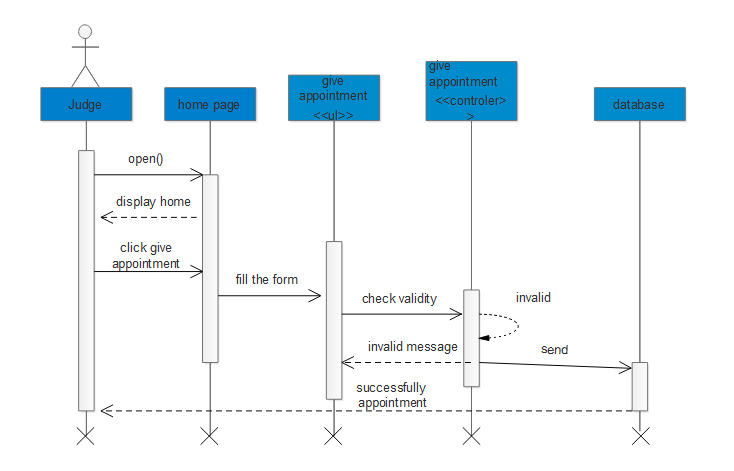 Judge
home page
give
appointment
<<ul>>
give
appointment
<<controler>
>
database
open()
display home
click give
appointment
fill the form
check validity
invalid
invalid message
send
successfully
appointment